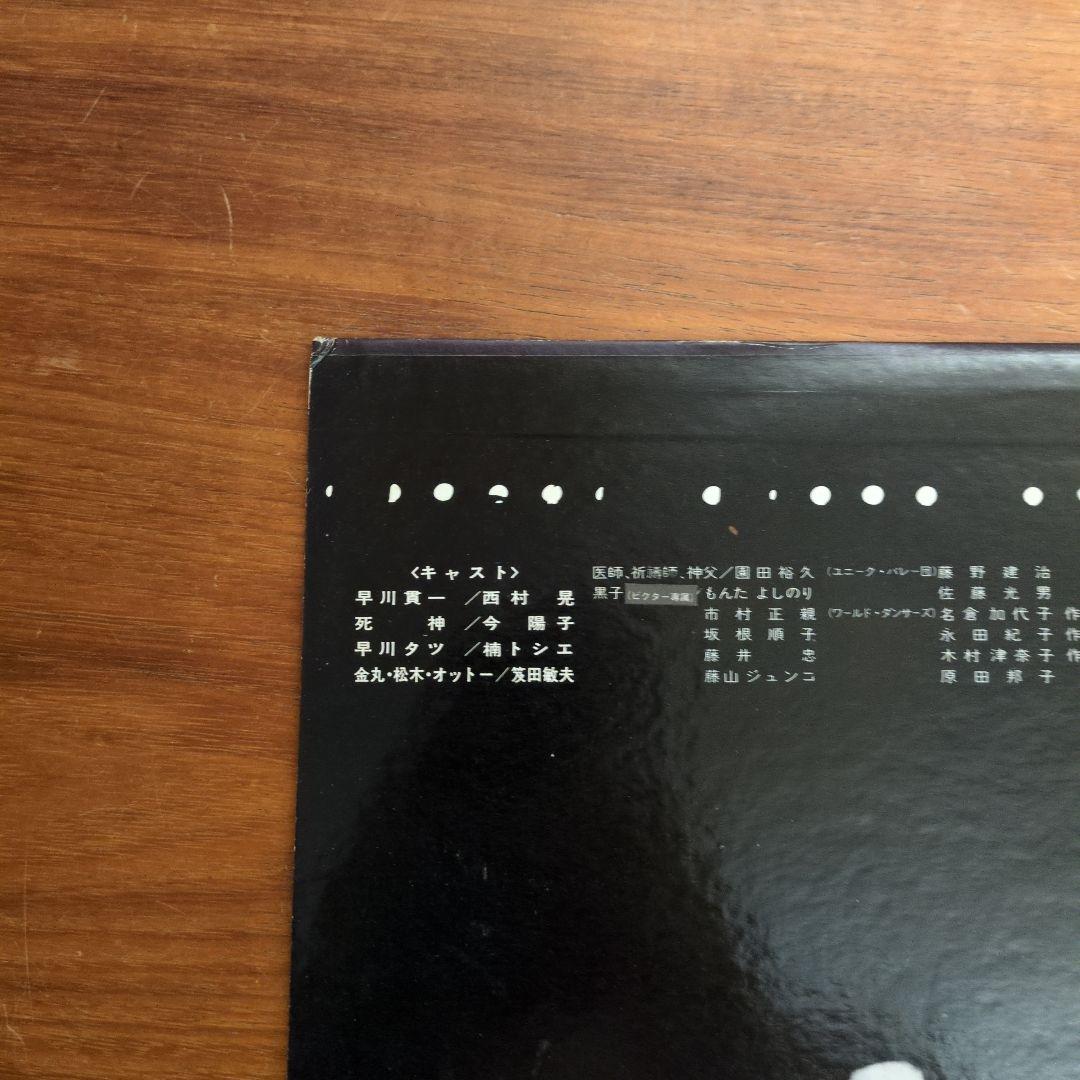 〈キャスト〉
早川貫一／西村晃
死神／今陽子
早川タツ／楠トシエ
金丸・松木・オットー／笈田敏夫
医師、祈祷師、神父／園田裕久
黒子(ビクター専属)／もんた よしのり
市村正親
坂根順子
藤井忠
藤山ジュンコ
(ユニーク・バレー団)藤野建治
佐藤光男
(ワールド・ダンサーズ)名倉加代子
永田紀子
木村津奈子
原田邦子
作
作